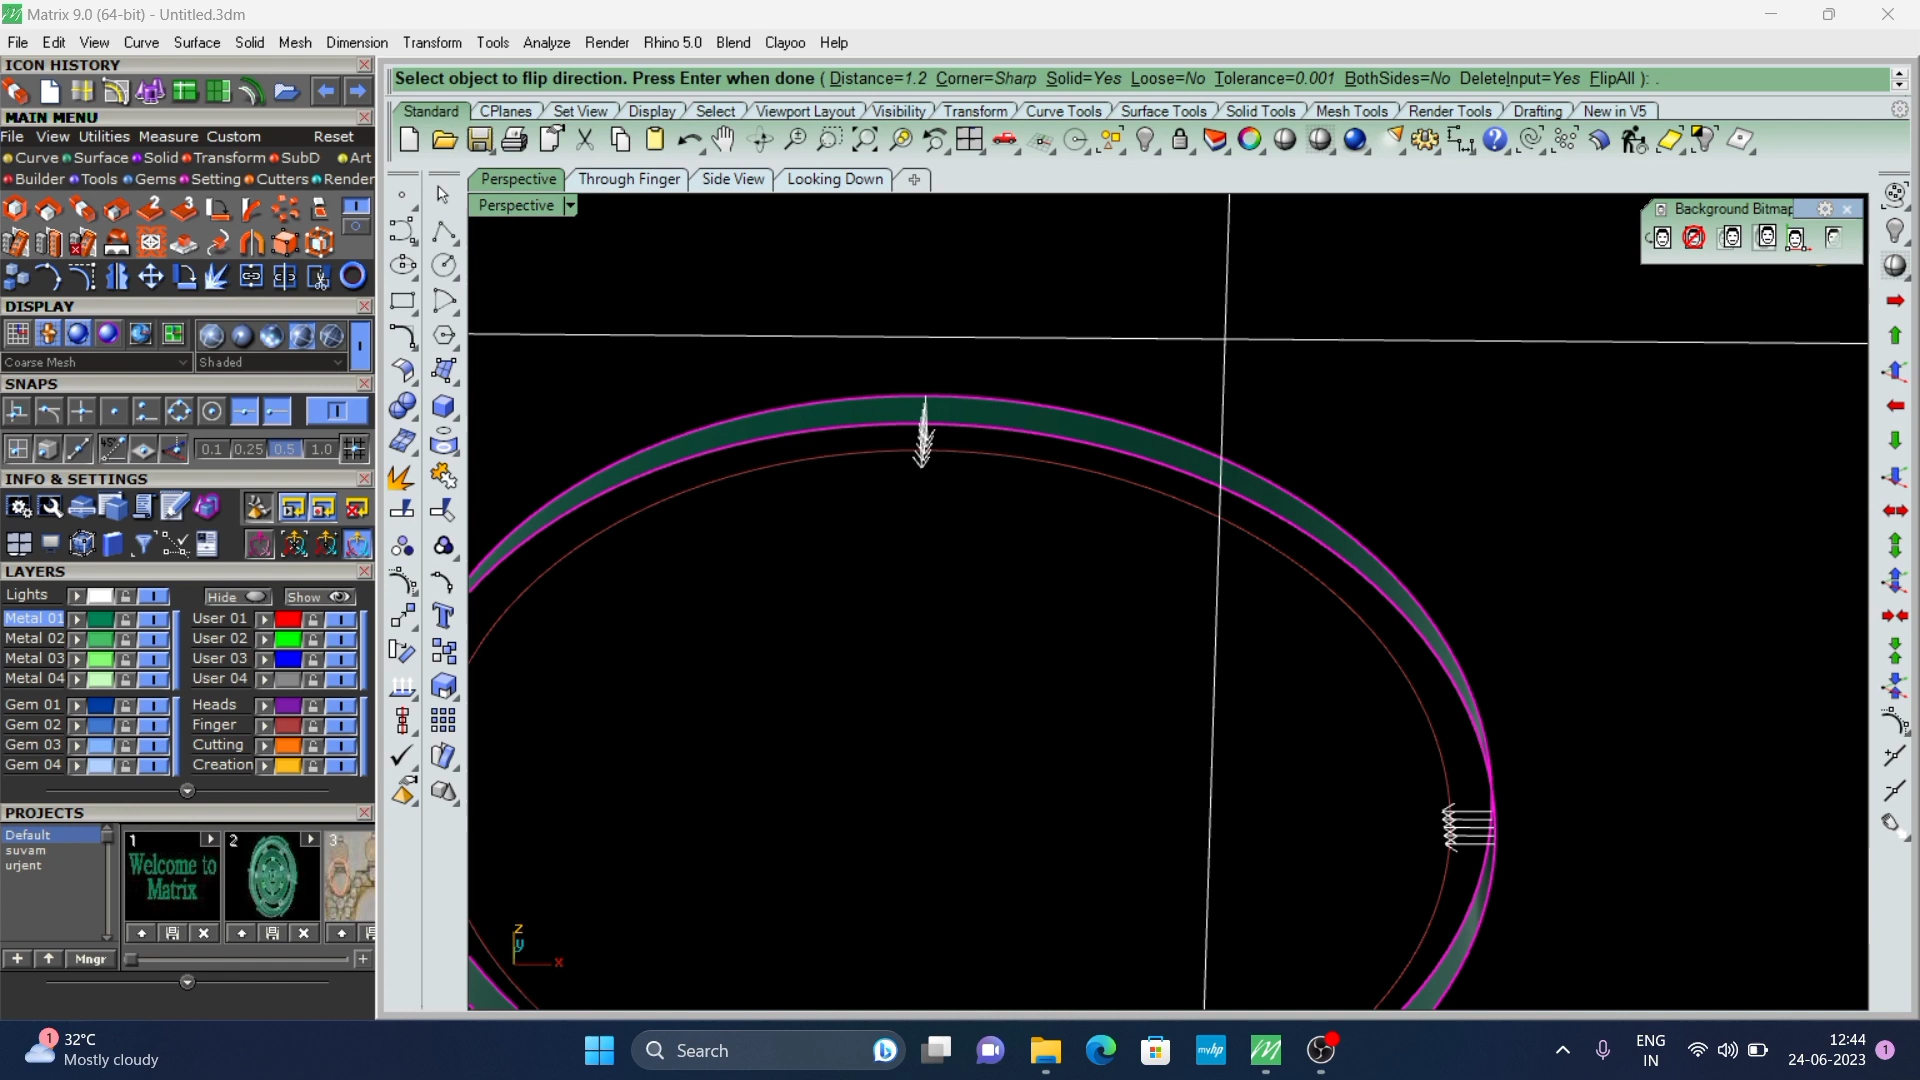 Matrix 9.0 (64-bit) - Untitled.3dm
File Edit View Curve Surface Solid Mesh Dimension Transform Tools Analyze Render Rhino 5.0 Blend Clayoo Help
ICON HISTORY
MAIN MENU
File View Utilities Measure Custom Reset
Curve Surface Solid Transform SubD Art
Builder Tools Gems Setting Cutters Render
2 3
DISPLAY
Coarse Mesh Shaded
SNAPS
45°
0.1 0.25 0.5 1.0
INFO & SETTINGS
LAYERS
Lights Hide Show
Metal 01 User 01
Metal 02 User 02
Metal 03 User 03
Metal 04 User 04
Gem 01 Heads
Gem 02 Finger
Gem 03 Cutting
Gem 04 Creation
PROJECTS
Default
suvam
urjent
1 2 3
Welcome to
Matrix
Mngr
Select object to flip direction. Press Enter when done ( Distance=1.2 Corner=Sharp Solid=Yes Loose=No Tolerance=0.001 BothSides=No DeleteInput=Yes FlipAll ): .
Standard CPlanes Set View Display Select Viewport Layout Visibility Transform Curve Tools Surface Tools Solid Tools Mesh Tools Render Tools Drafting New in V5
Perspective Through Finger Side View Looking Down
Perspective
Background Bitmap
z
y
x
1
32°C
Mostly cloudy
Search
myhp
ENG
IN
12:44
24-06-2023
1